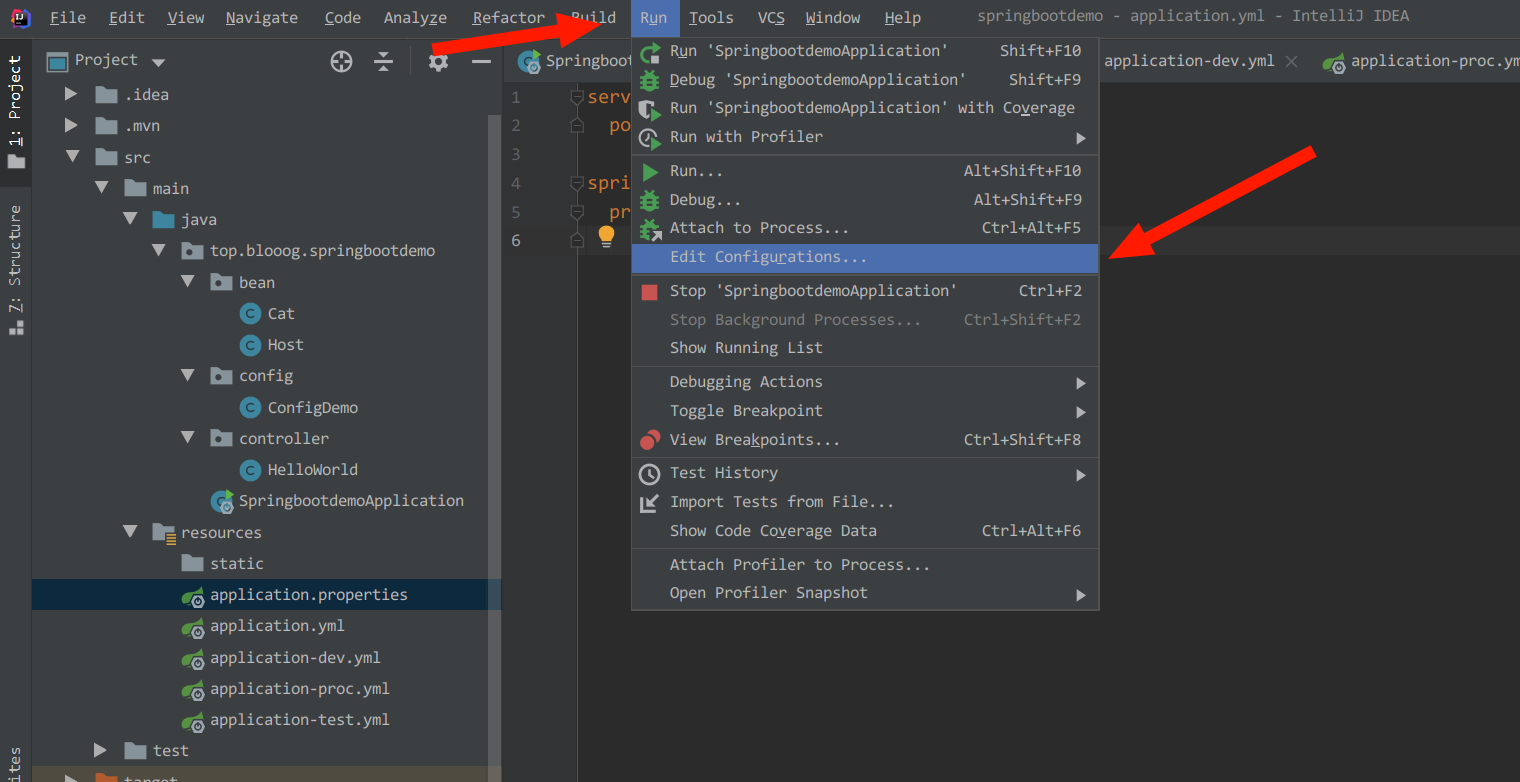 File Edit View Navigate Code Analyze Refactor Build Run Tools VCS Window Help springbootdemo - application.yml - IntelliJ IDEA
Project
1: Project
Z: Structure
.idea
.mvn
src
main
java
top.blooog.springbootdemo
bean
Cat
Host
config
ConfigDemo
controller
HelloWorld
SpringbootdemoApplication
resources
static
application.properties
application.yml
application-dev.yml
application-proc.yml
application-test.yml
test
target
Springboot
application-dev.yml
application-proc.ym
1 serv
2 po
3
4 spri
5 pr
6
Run 'SpringbootdemoApplication' Shift+F10
Debug 'SpringbootdemoApplication' Shift+F9
Run 'SpringbootdemoApplication' with Coverage
Run with Profiler
Run... Alt+Shift+F10
Debug... Alt+Shift+F9
Attach to Process... Ctrl+Alt+F5
Edit Configurations...
Stop 'SpringbootdemoApplication' Ctrl+F2
Stop Background Processes... Ctrl+Shift+F2
Show Running List
Debugging Actions
Toggle Breakpoint
View Breakpoints... Ctrl+Shift+F8
Test History
Import Tests from File...
Show Code Coverage Data Ctrl+Alt+F6
Attach Profiler to Process...
Open Profiler Snapshot